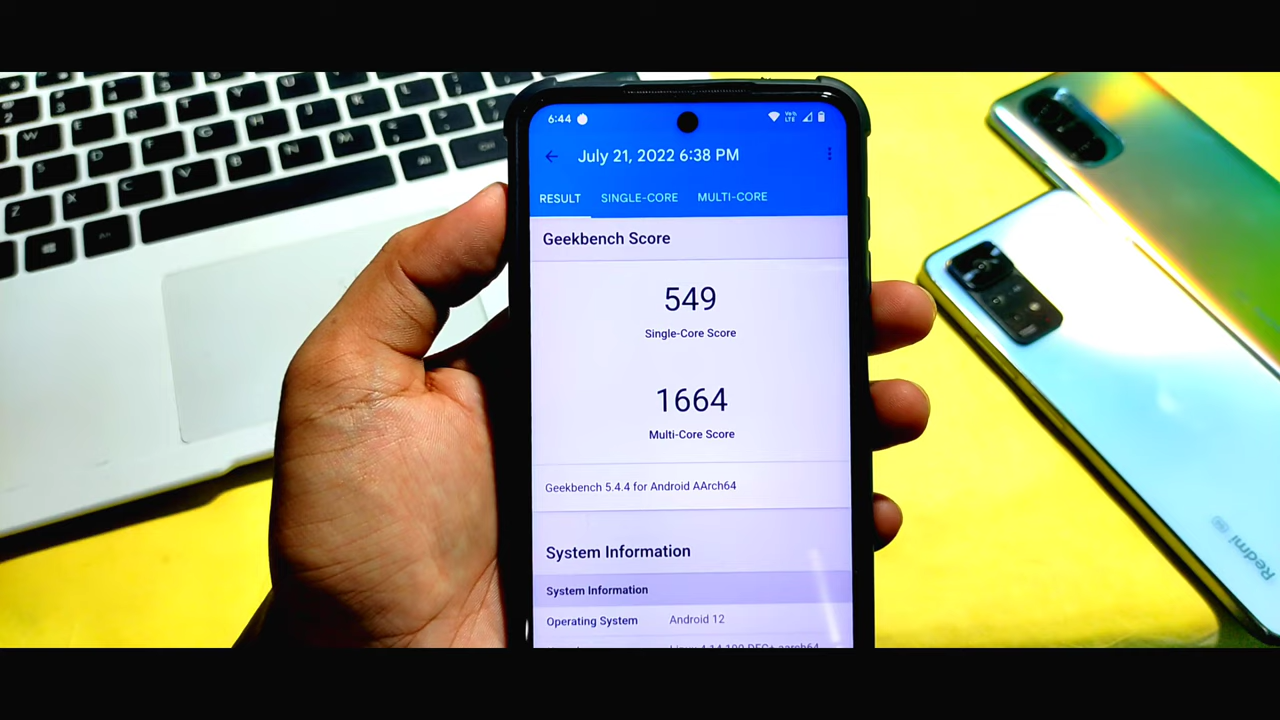 6:44
Vo%
LTE
July 21, 2022 6:38 PM
RESULT SINGLE-CORE MULTI-CORE
Geekbench Score
549
Single-Core Score
1664
Multi-Core Score
Geekbench 5.4.4 for Android AArch64
System Information
System Information
Operating System Android 12
Redmi
W E R T Y U I O P
S D F G H J K L
Z X C V B N M